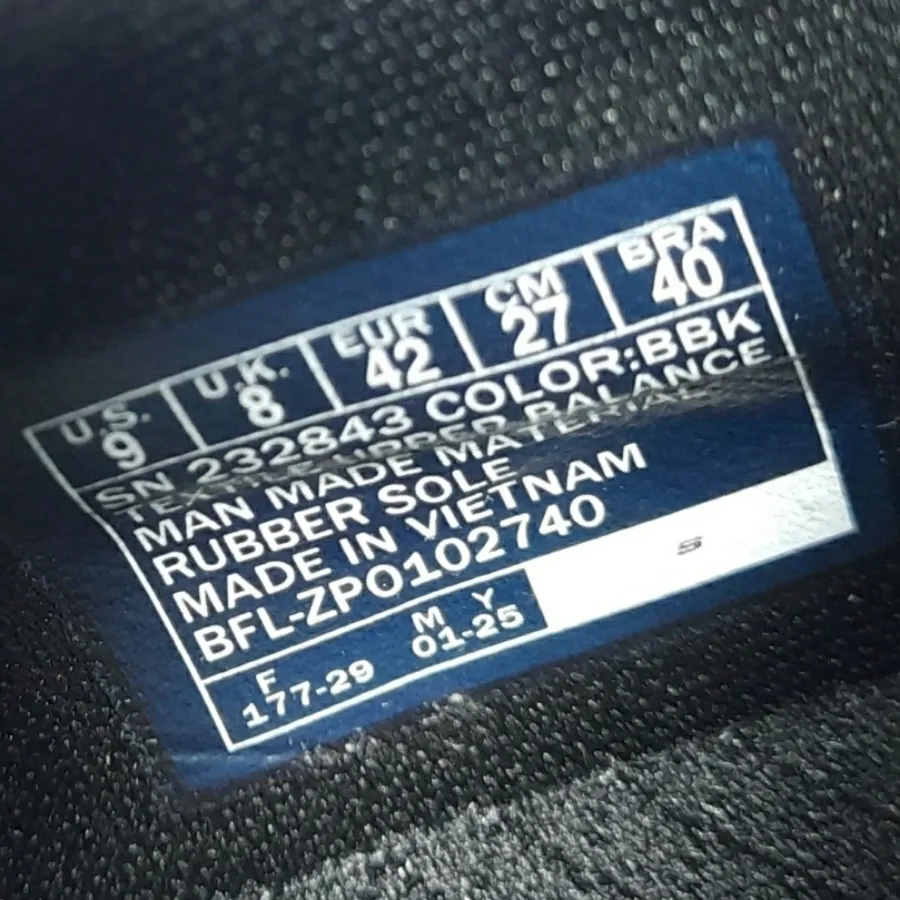 U.S. U.K. EUR CM BRA
9 8 42 27 40
SN 232843 COLOR:BBK
TEXTILE UPPER BALANCE
MAN MADE MATERIAL
RUBBER SOLE
MADE IN VIETNAM
BFL-ZP0102740
F M Y
177-29 01-25
S